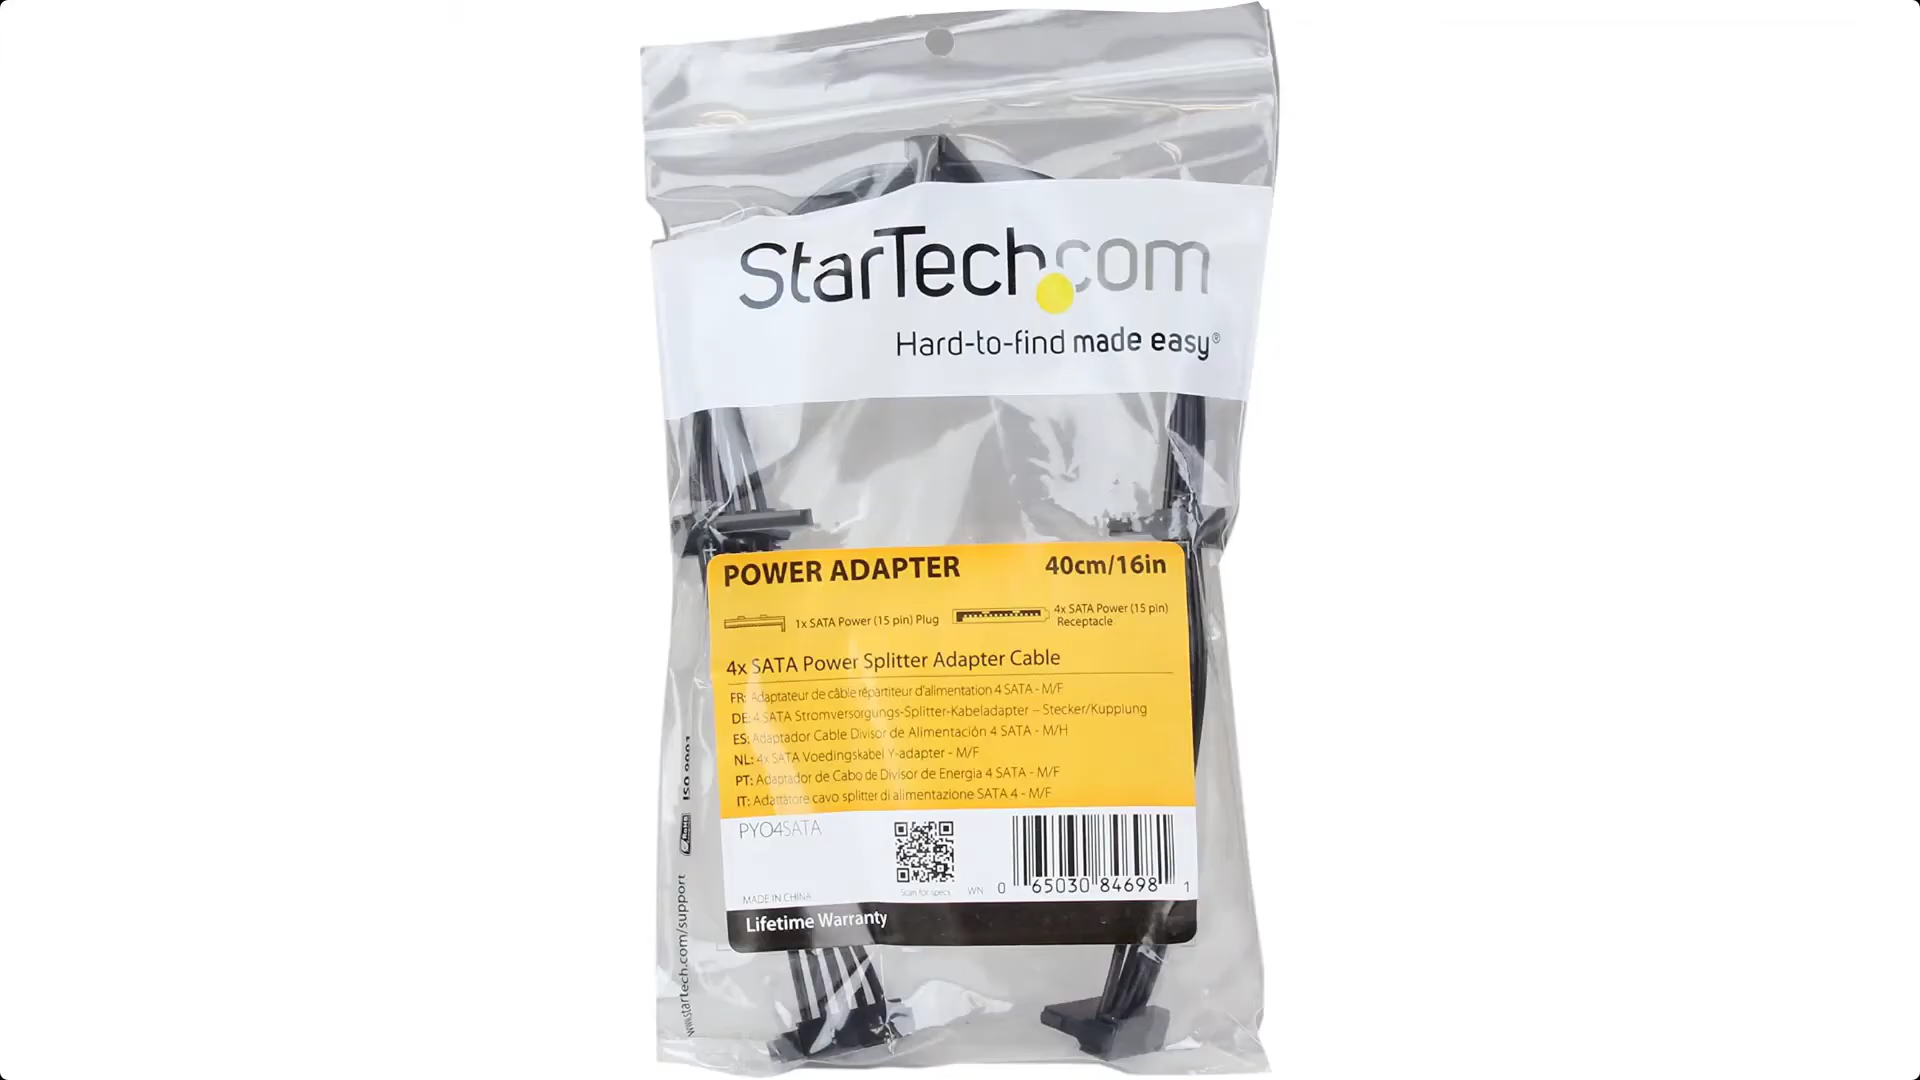 StarTech.com
Hard-to-find made easy®
POWER ADAPTER 40cm/16in
1x SATA Power (15 pin) Plug
4x SATA Power (15 pin)
Receptacle
4x SATA Power Splitter Adapter Cable
FR: Adaptateur de câble répartiteur d'alimentation 4 SATA - M/F
DE: 4 SATA Stromversorgungs-Splitter-Kabeladapter – Stecker/Kupplung
ES: Adaptador Cable Divisor de Alimentación 4 SATA - M/H
NL: 4x SATA Voedingskabel Y-adapter - M/F
PT: Adaptador de Cabo de Divisor de Energia 4 SATA - M/F
IT: Adattatore cavo splitter di alimentazione SATA 4 - M/F
PYO4SATA
Scan for specs
WN
0 65030 84698 1
MADE IN CHINA
Lifetime Warranty
www.startech.com/support
RoHS
ISO 9001